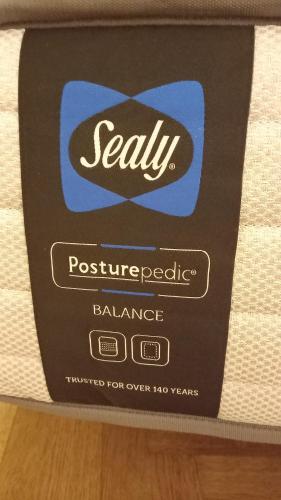 Sealy®
Posturepedic®
BALANCE
TRUSTED FOR OVER 140 YEARS